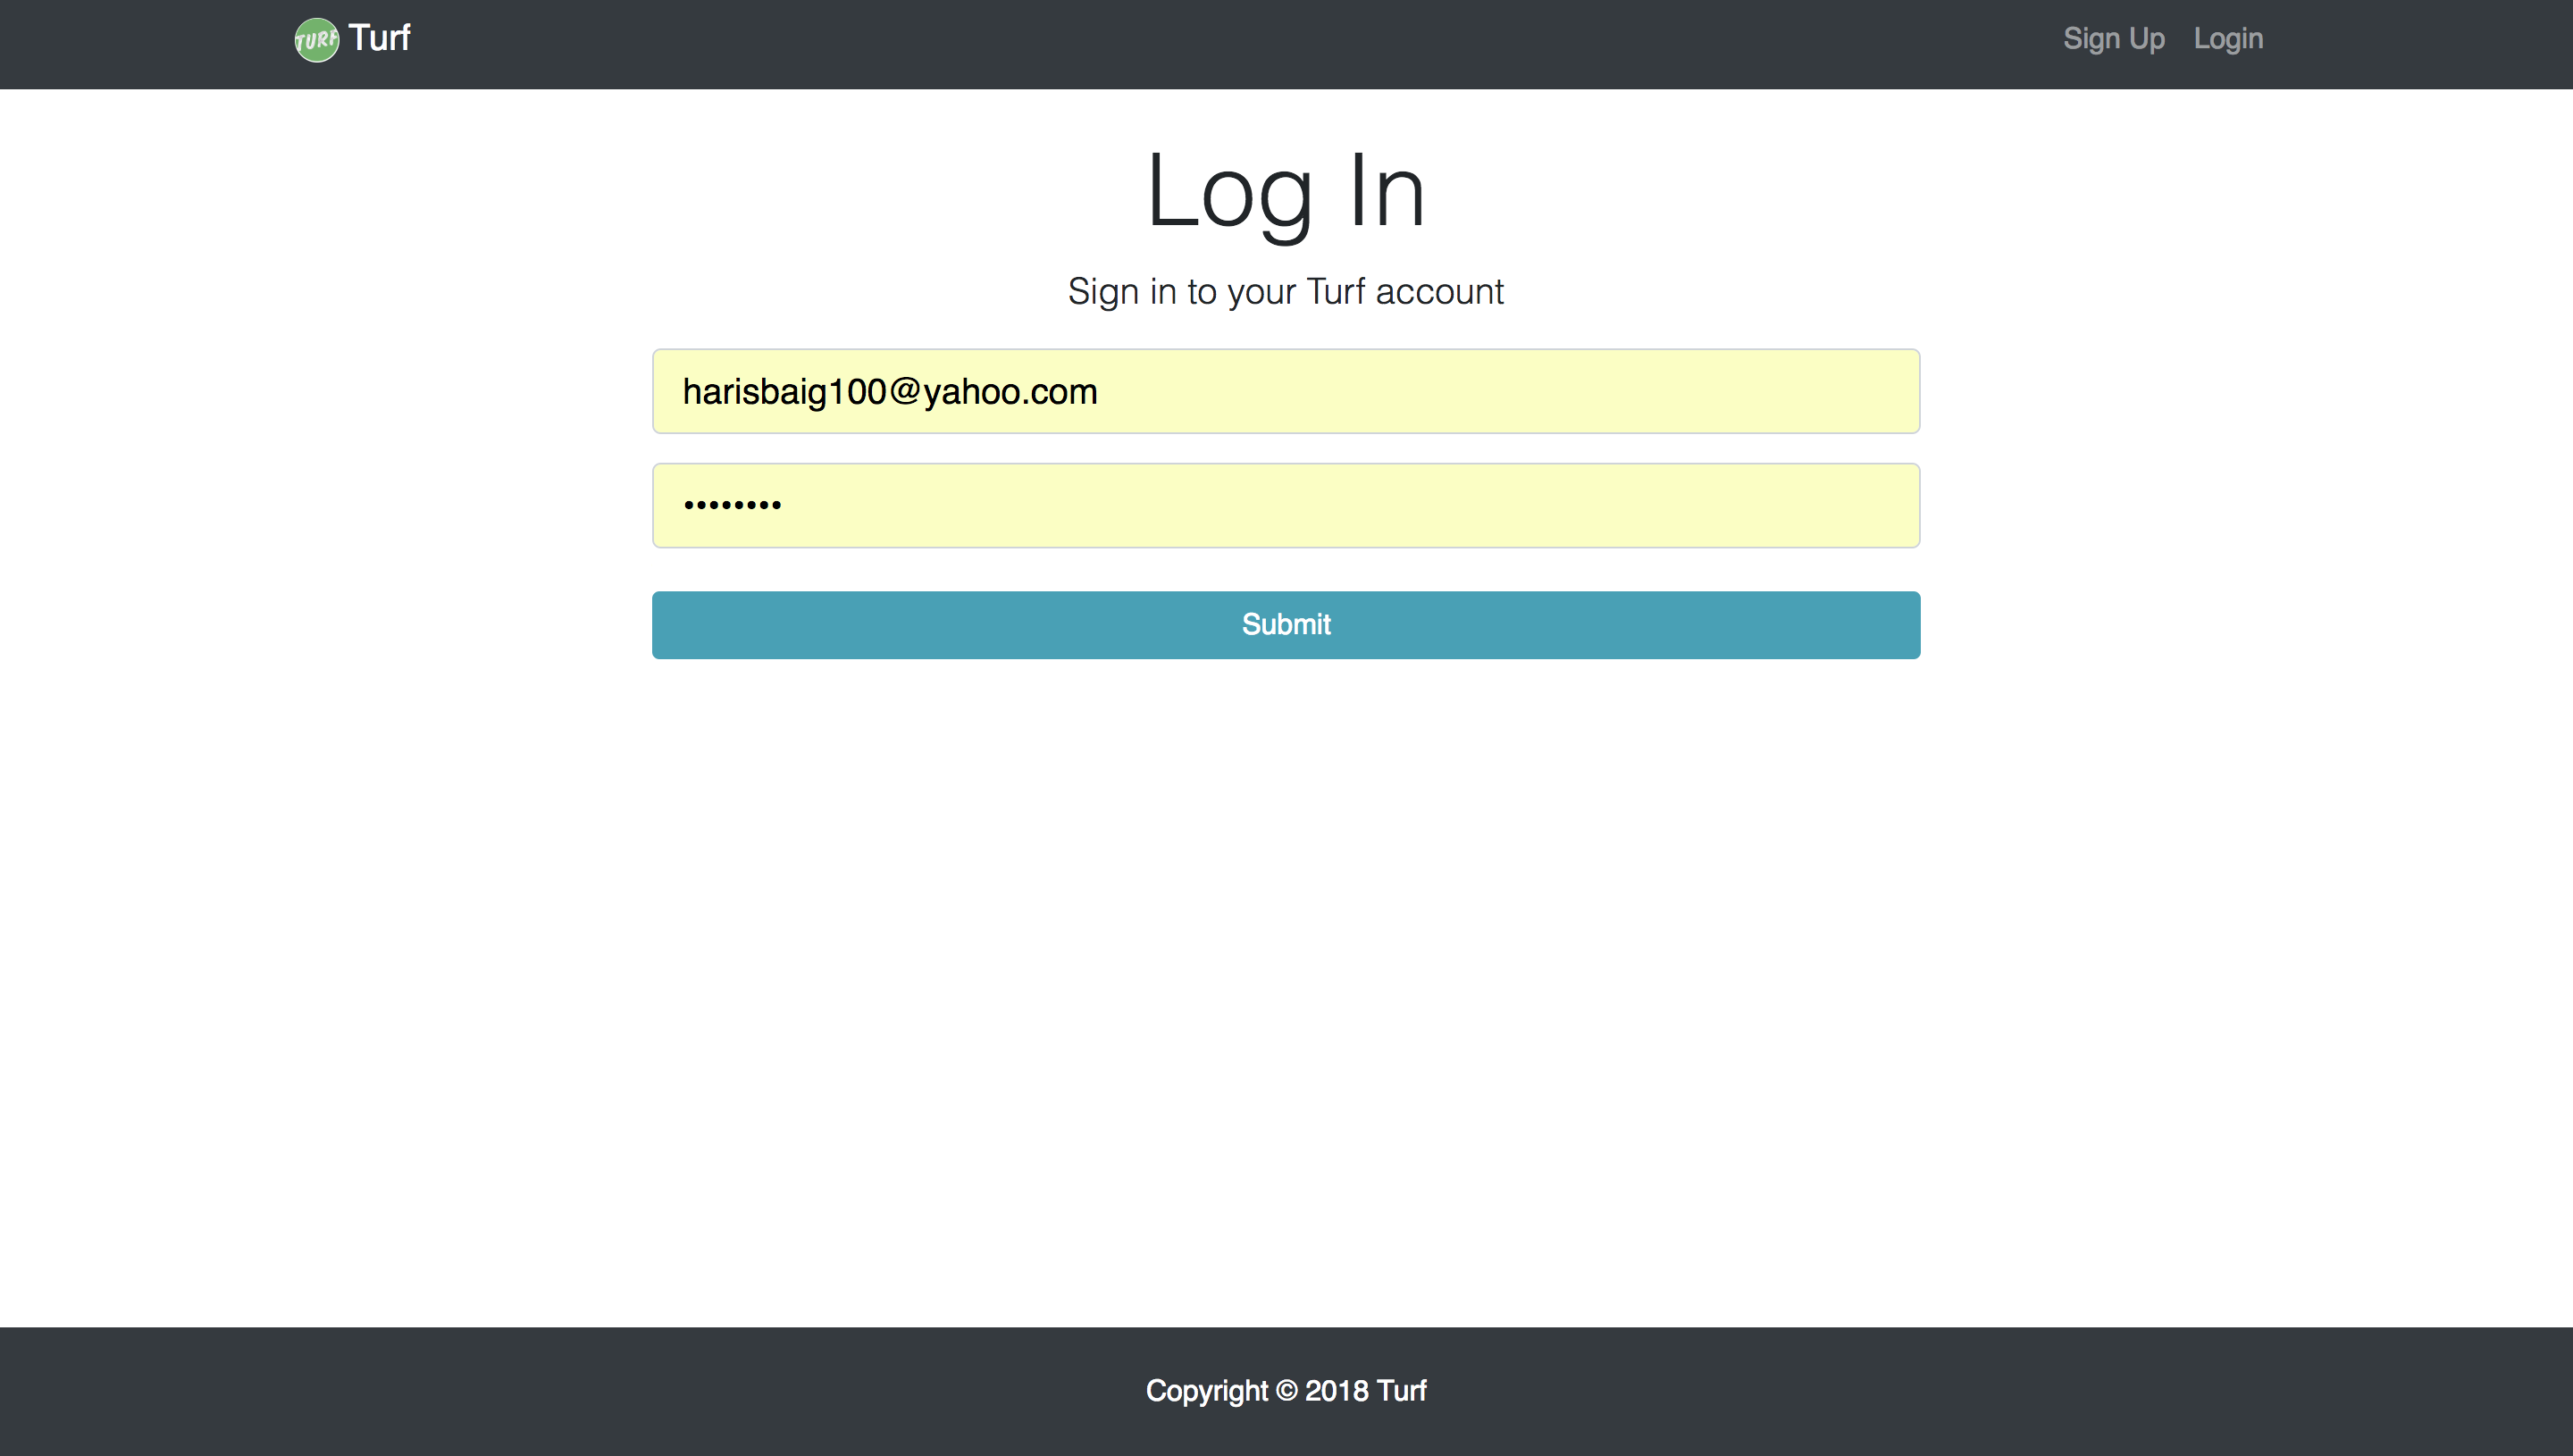 TURF Turf
Sign Up Login
Log In
Sign in to your Turf account
harisbaig100@yahoo.com
••••••••
Submit
Copyright © 2018 Turf